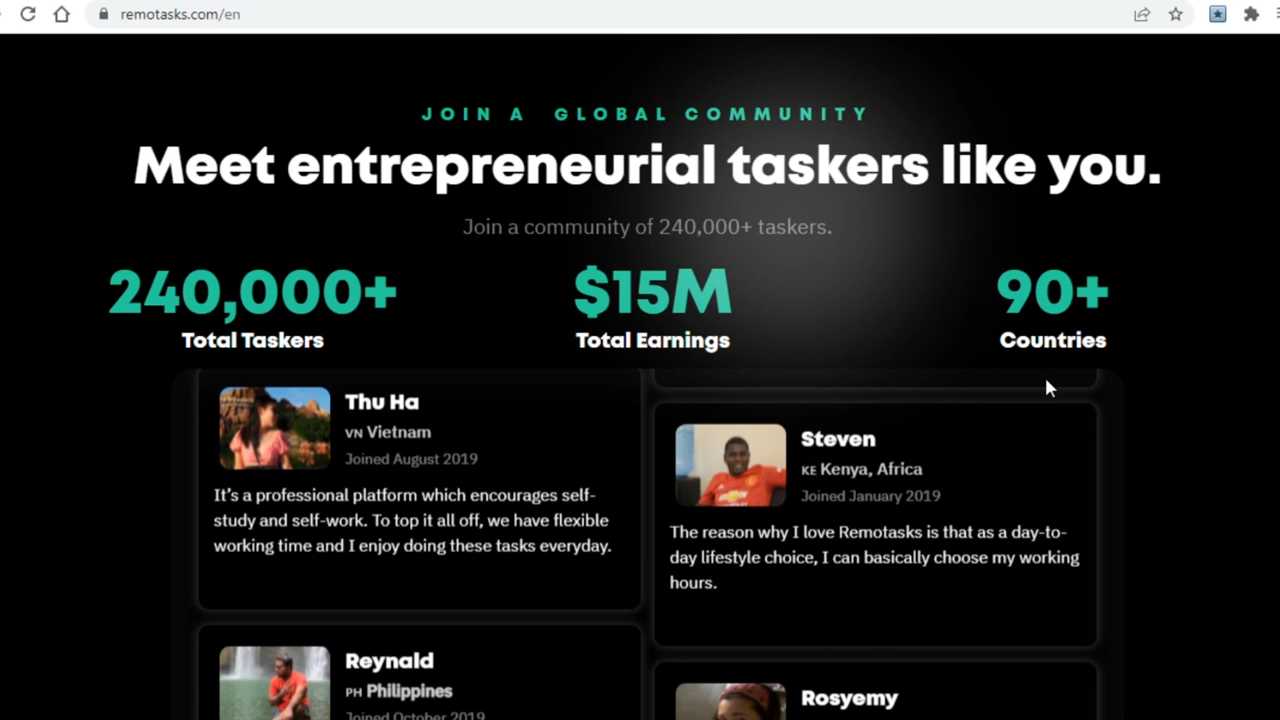 remotasks.com/en
JOIN A GLOBAL COMMUNITY
Meet entrepreneurial taskers like you.
Join a community of 240,000+ taskers.
240,000+
Total Taskers
$15M
Total Earnings
90+
Countries
Thu Ha
VN Vietnam
Joined August 2019
It's a professional platform which encourages self-
study and self-work. To top it all off, we have flexible
working time and I enjoy doing these tasks everyday.
Steven
KE Kenya, Africa
Joined January 2019
The reason why I love Remotasks is that as a day-to-
day lifestyle choice, I can basically choose my working
hours.
Reynald
PH Philippines
Joined October 2019
Rosyemy